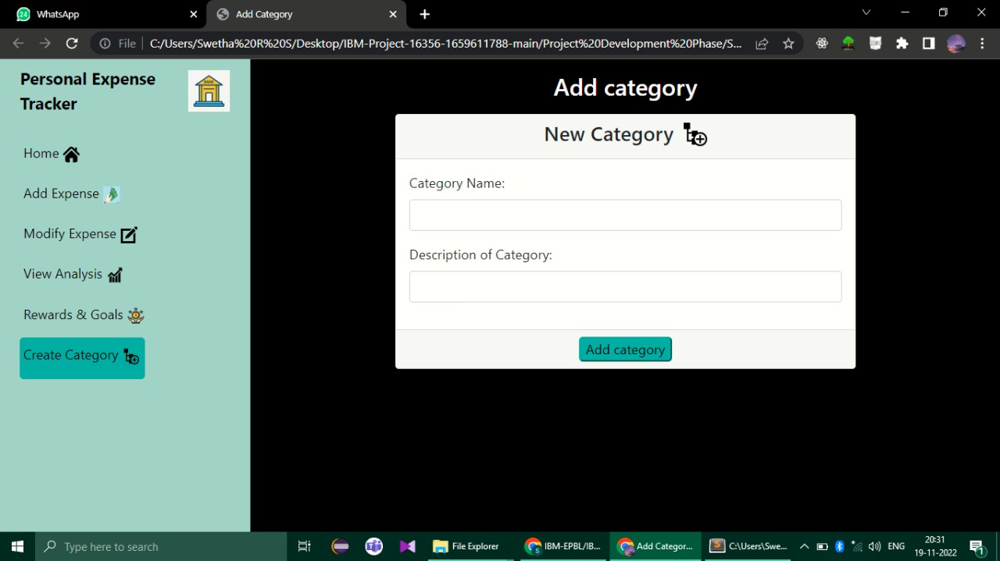 24 WhatsApp
Add Category
File
C:/Users/Swetha%20R%20S/Desktop/IBM-Project-16356-1659611788-main/Project%20Development%20Phase/S...
Personal Expense
Tracker
BANK
Home
Add Expense
Modify Expense
View Analysis
Rewards & Goals
Create Category
Add category
New Category
Category Name:
Description of Category:
Add category
Type here to search
File Explorer
IBM-EPBL/IB...
Add Categor...
C:\Users\Swe...
ENG
20:31
19-11-2022
1